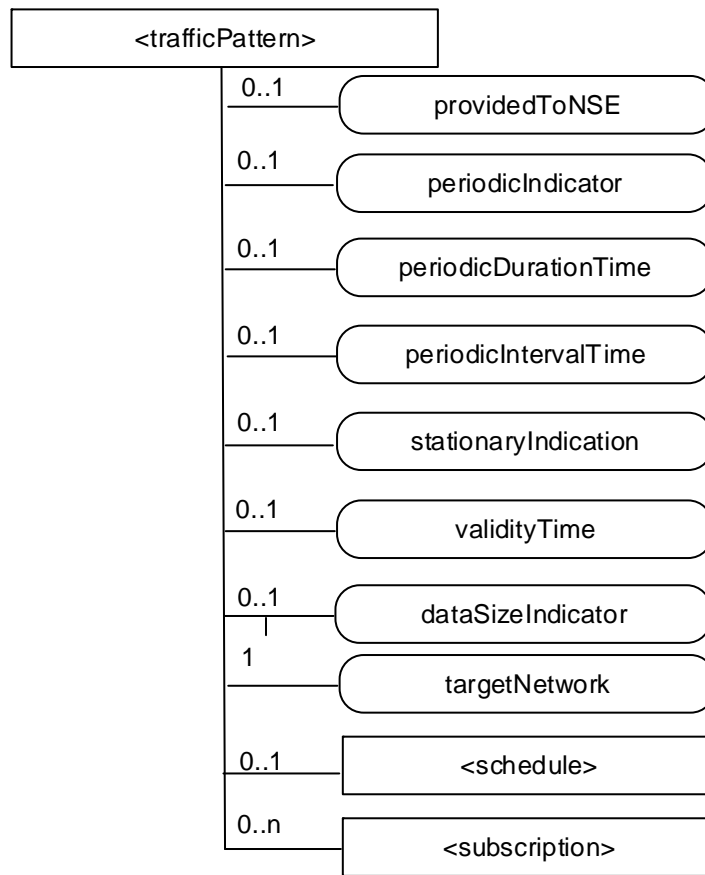 <trafficPattern>
0..1
providedToNSE
0..1
periodicIndicator
0..1
periodicDurationTime
0..1
periodicIntervalTime
0..1
stationaryIndication
0..1
validityTime
0..1
dataSizeIndicator
1
targetNetwork
0..1
<schedule>
0..n
<subscription>